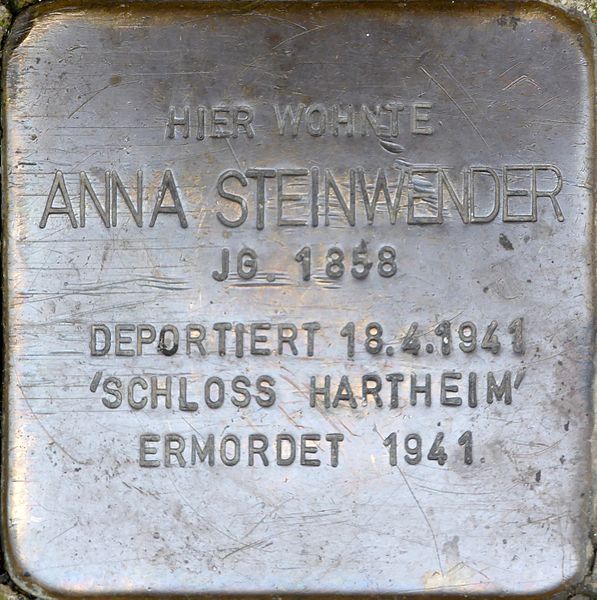 HIER WOHNTE
ANNA STEINWENDER
JG. 1858
DEPORTIERT 18.4.1941
'SCHLOSS HARTHEIM'
ERMORDET 1941